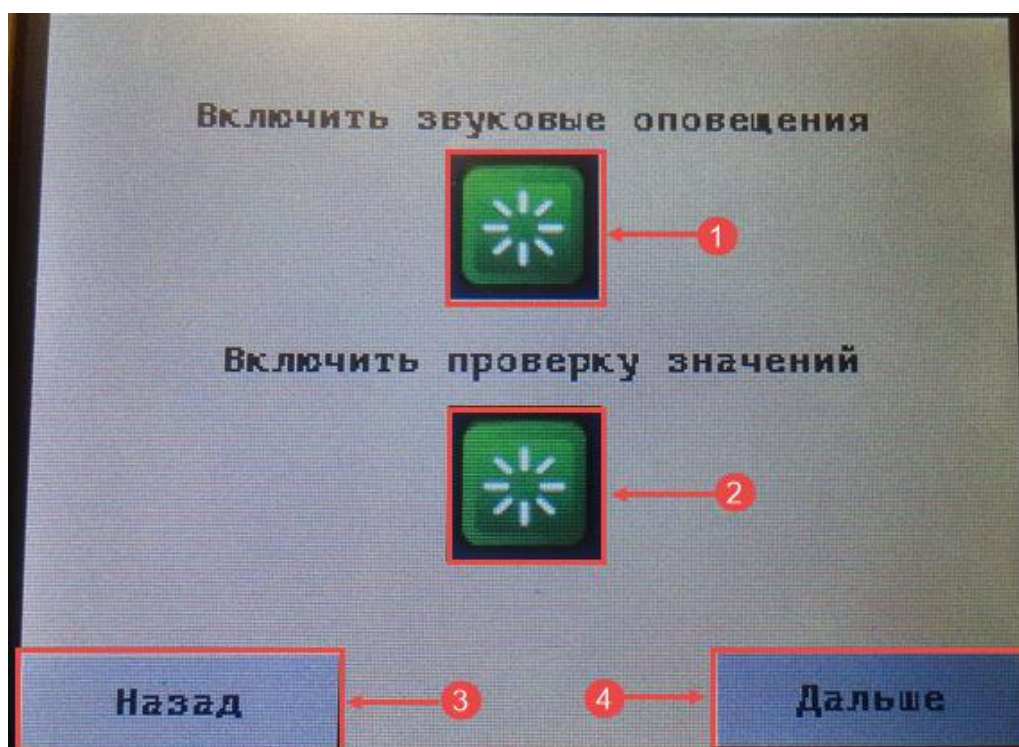 Включить звуковые оповещения
1
Включить проверку значений
2
Назад
3
4
Дальше